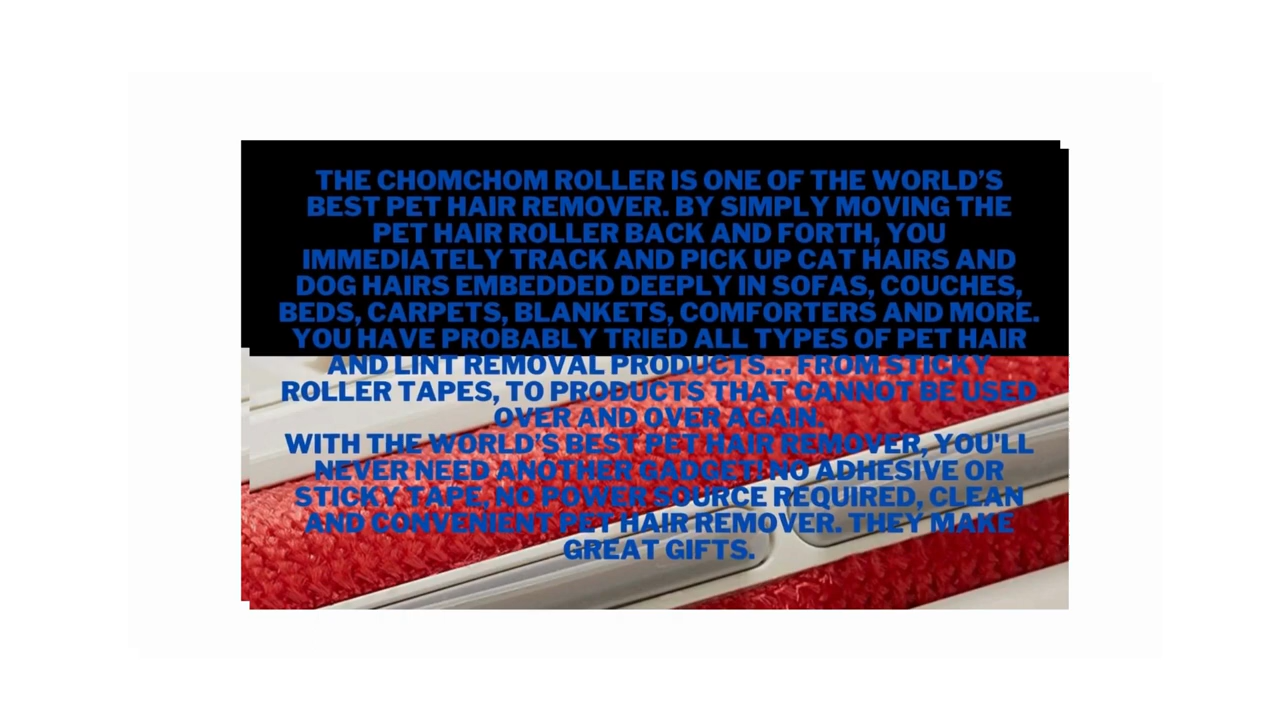 THE CHOMCHOM ROLLER IS ONE OF THE WORLD’S
BEST PET HAIR REMOVER. BY SIMPLY MOVING THE
PET HAIR ROLLER BACK AND FORTH, YOU
IMMEDIATELY TRACK AND PICK UP CAT HAIRS AND
DOG HAIRS EMBEDDED DEEPLY IN SOFAS, COUCHES,
BEDS, CARPETS, BLANKETS, COMFORTERS AND MORE.
YOU HAVE PROBABLY TRIED ALL TYPES OF PET HAIR
AND LINT REMOVAL PRODUCTS... FROM STICKY
ROLLER TAPES, TO PRODUCTS THAT CANNOT BE USED
OVER AND OVER AGAIN.
WITH THE WORLD’S BEST PET HAIR REMOVER, YOU'LL
NEVER NEED ANOTHER GADGET! NO ADHESIVE OR
STICKY TAPE, NO POWER SOURCE REQUIRED, CLEAN
AND CONVENIENT PET HAIR REMOVER. THEY MAKE
GREAT GIFTS.